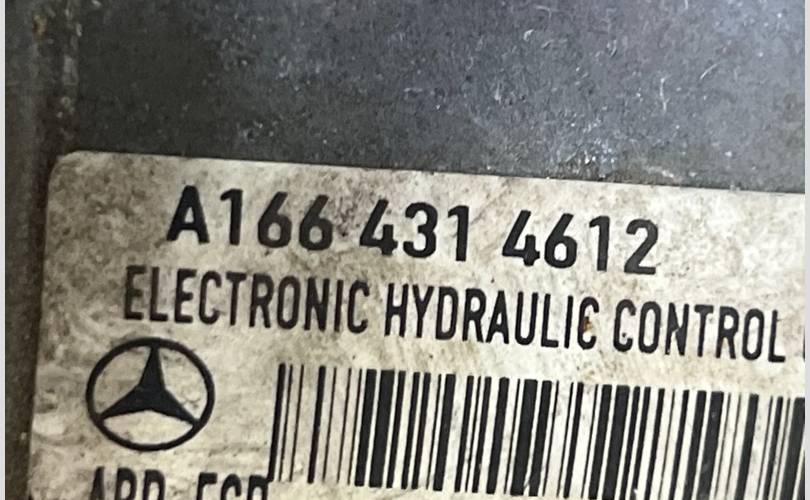 A166 431 4612
ELECTRONIC HYDRAULIC CONTROL